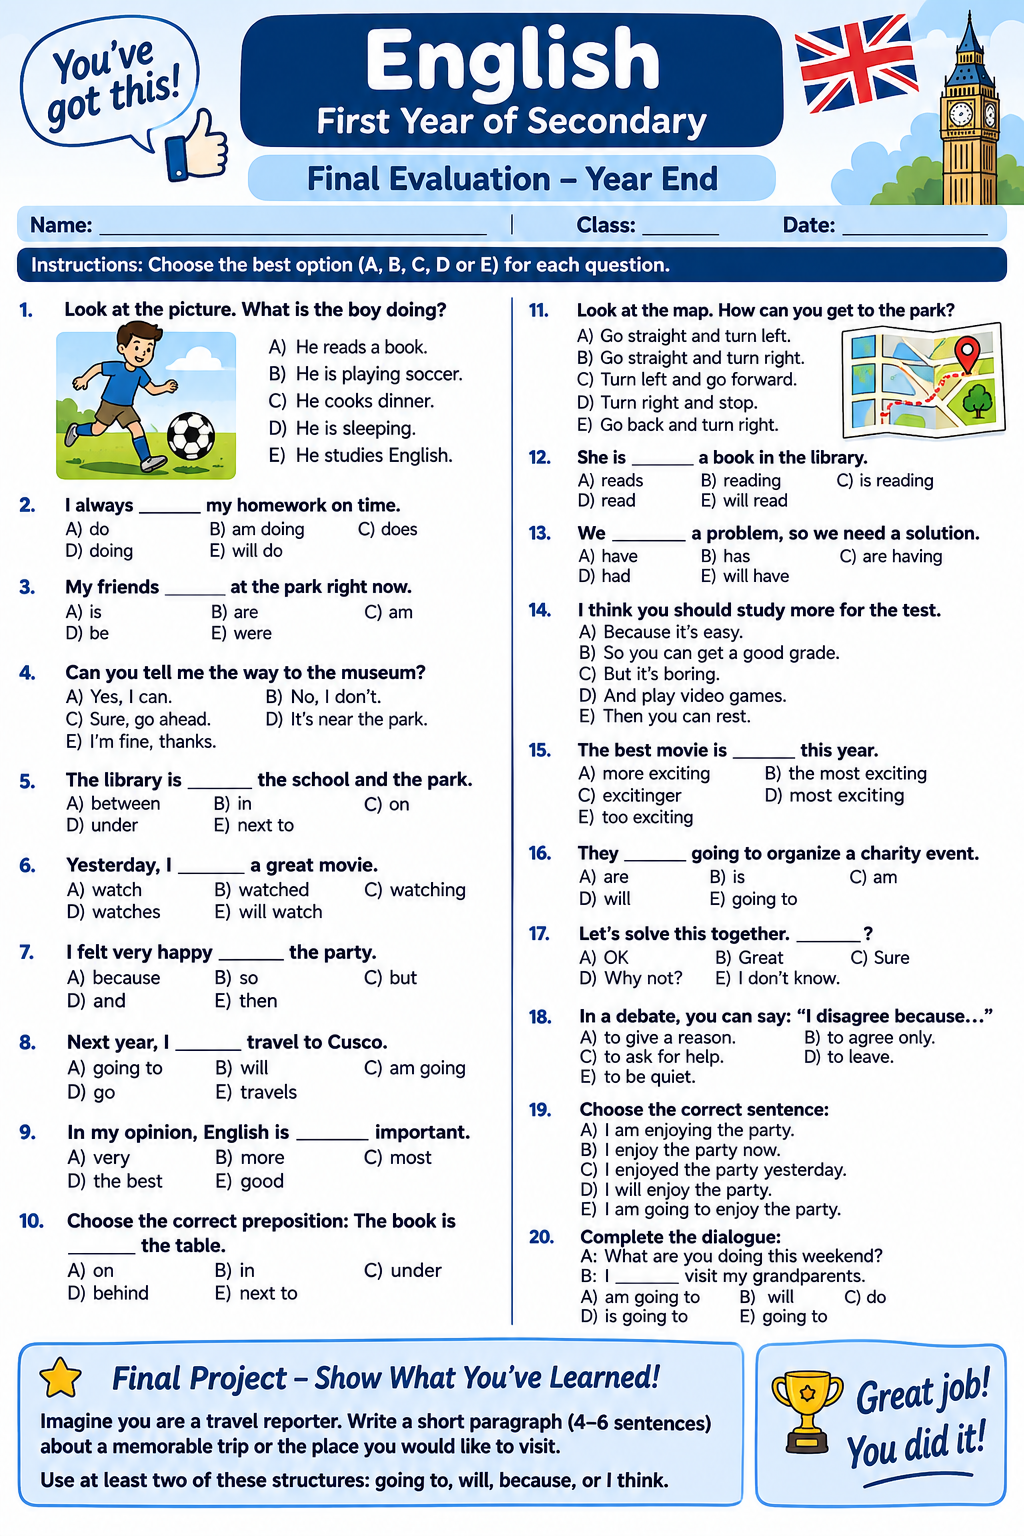 You've
got this!
English
First Year of Secondary
Final Evaluation – Year End
Name: ____________ | Class: ______ Date: ____________
Instructions: Choose the best option (A, B, C, D or E) for each question.
1. Look at the picture. What is the boy doing?
A) He reads a book.
B) He is playing soccer.
C) He cooks dinner.
D) He is sleeping.
E) He studies English.
2. I always ______ my homework on time.
A) do B) am doing C) does
D) doing E) will do
3. My friends ______ at the park right now.
A) is B) are C) am
D) be E) were
4. Can you tell me the way to the museum?
A) Yes, I can. B) No, I don't.
C) Sure, go ahead. D) It's near the park.
E) I'm fine, thanks.
5. The library is ______ the school and the park.
A) between B) in C) on
D) under E) next to
6. Yesterday, I ______ a great movie.
A) watch B) watched C) watching
D) watches E) will watch
7. I felt very happy ______ the party.
A) because B) so C) but
D) and E) then
8. Next year, I ______ travel to Cusco.
A) going to B) will C) am going
D) go E) travels
9. In my opinion, English is ______ important.
A) very B) more C) most
D) the best E) good
10. Choose the correct preposition: The book is
______ the table.
A) on B) in C) under
D) behind E) next to
11. Look at the map. How can you get to the park?
A) Go straight and turn left.
B) Go straight and turn right.
C) Turn left and go forward.
D) Turn right and stop.
E) Go back and turn right.
12. She is ______ a book in the library.
A) reads B) reading C) is reading
D) read E) will read
13. We ______ a problem, so we need a solution.
A) have B) has C) are having
D) had E) will have
14. I think you should study more for the test.
A) Because it's easy.
B) So you can get a good grade.
C) But it's boring.
D) And play video games.
E) Then you can rest.
15. The best movie is ______ this year.
A) more exciting B) the most exciting
C) excitinger D) most exciting
E) too exciting
16. They ______ going to organize a charity event.
A) are B) is C) am
D) will E) going to
17. Let's solve this together. ______?
A) OK B) Great C) Sure
D) Why not? E) I don't know.
18. In a debate, you can say: “I disagree because...”
A) to give a reason. B) to agree only.
C) to ask for help. D) to leave.
E) to be quiet.
19. Choose the correct sentence:
A) I am enjoying the party.
B) I enjoy the party now.
C) I enjoyed the party yesterday.
D) I will enjoy the party.
E) I am going to enjoy the party.
20. Complete the dialogue:
A: What are you doing this weekend?
B: I ______ visit my grandparents.
A) am going to B) will C) do
D) is going to E) going to
Final Project – Show What You've Learned!
Imagine you are a travel reporter. Write a short paragraph (4–6 sentences)
about a memorable trip or the place you would like to visit.
Use at least two of these structures: going to, will, because, or I think.
Great job!
You did it!